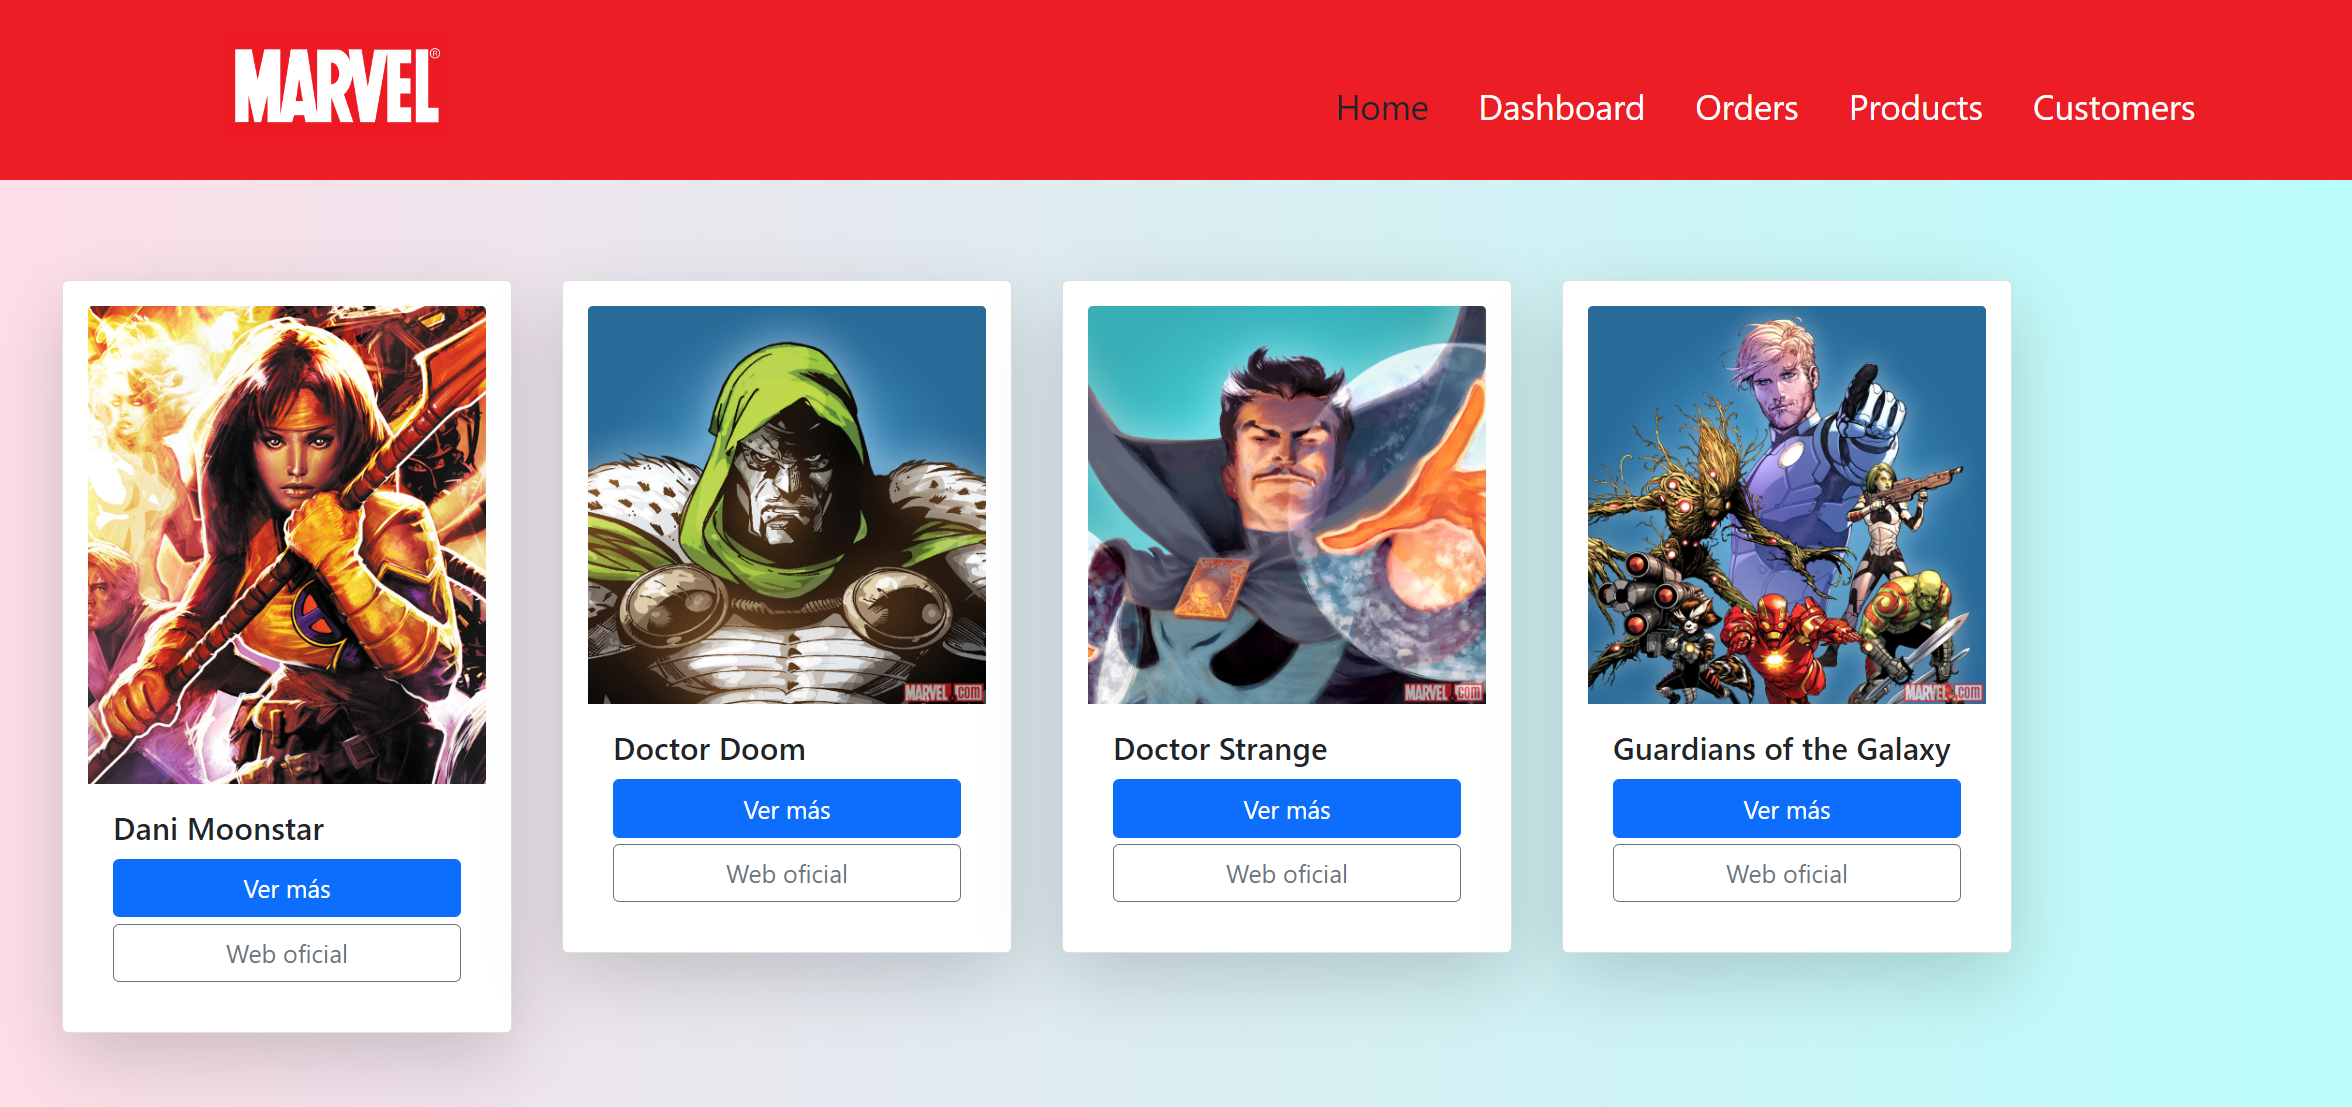 MARVEL®
Home Dashboard Orders Products Customers
MARVEL.com
MARVEL.com
MARVEL.com
Dani Moonstar
Ver más
Web oficial
Doctor Doom
Ver más
Web oficial
Doctor Strange
Ver más
Web oficial
Guardians of the Galaxy
Ver más
Web oficial